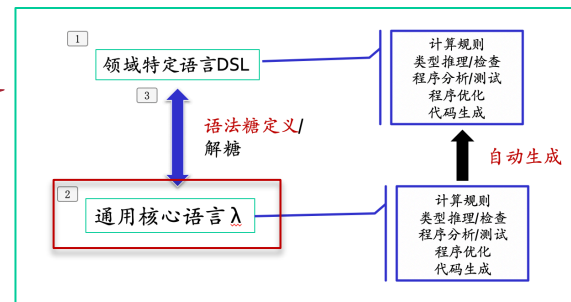 1
领域特定语言DSL
3
语法糖定义/
解糖
2
通用核心语言λ
计算规则
类型推理/检查
程序分析/测试
程序优化
代码生成
自动生成
计算规则
类型推理/检查
程序分析/测试
程序优化
代码生成